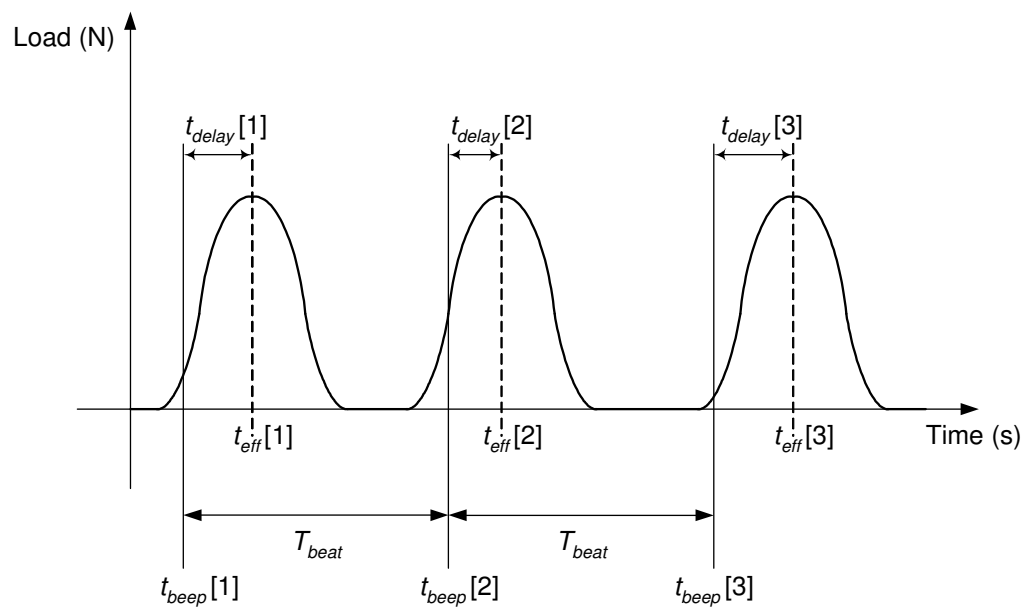 Load (N)
t_delay[1] t_delay[2] t_delay[3]
t_eff[1] t_eff[2] t_eff[3] Time (s)
T_beat T_beat
t_beep[1] t_beep[2] t_beep[3]